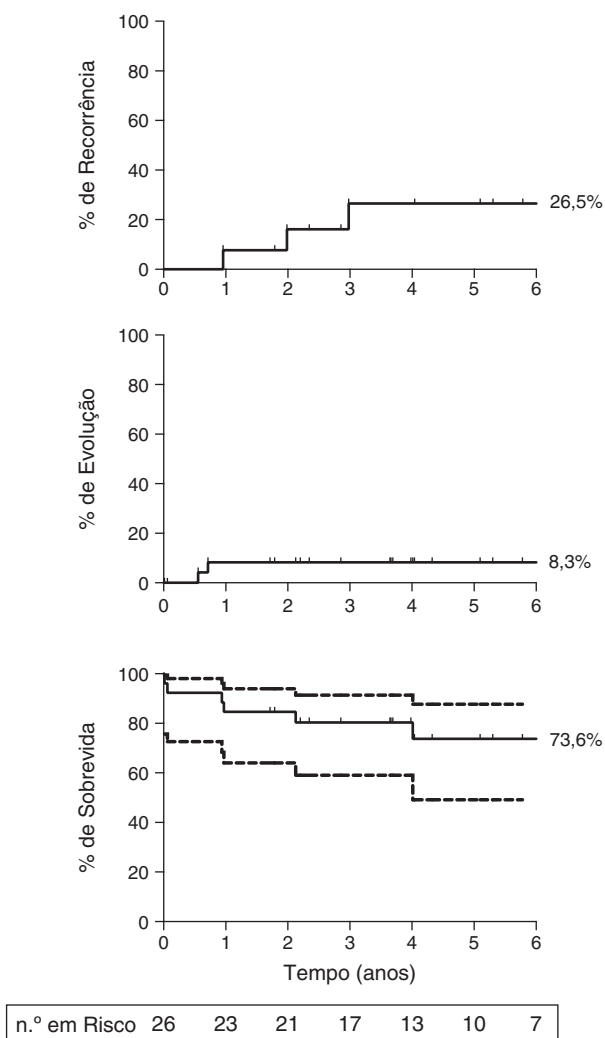 % de Recorrência
100
80
60
40
20
0
26,5%
0 1 2 3 4 5 6
% de Evolução
100
80
60
40
20
0
8,3%
0 1 2 3 4 5 6
% de Sobrevida
100
80
60
40
20
0
73,6%
0 1 2 3 4 5 6
Tempo (anos)
n.º em Risco 26 23 21 17 13 10 7